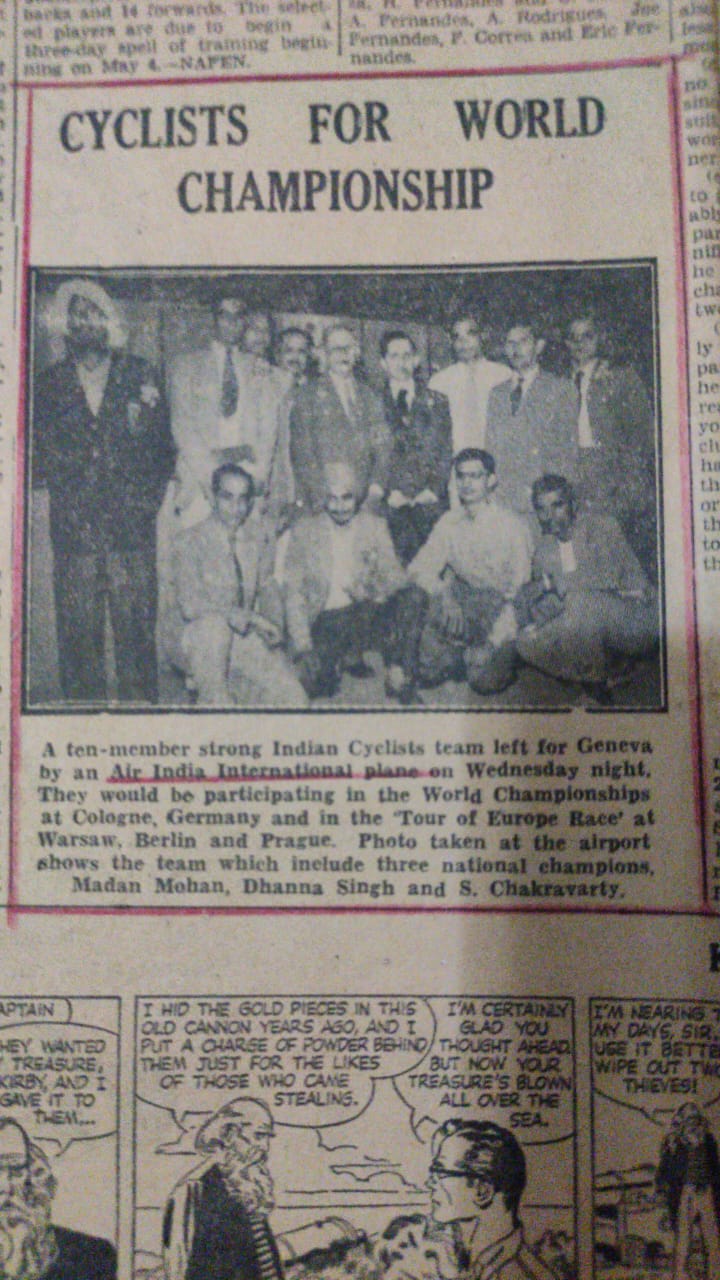 backs and 14 forwards. The select-
ed players are due to begin a
three-day spell of training begin-
ning on May 4.—NAFEN.
A. Fernandes, A. Rodrigues, Joe
Fernandes, F. Correa and Eric Fer-
nandes.
CYCLISTS FOR WORLD
CHAMPIONSHIP
A ten-member strong Indian Cyclists team left for Geneva
by an Air India International plane on Wednesday night.
They would be participating in the World Championships
at Cologne, Germany and in the 'Tour of Europe Race' at
Warsaw, Berlin and Prague. Photo taken at the airport
shows the team which include three national champions,
Madan Mohan, Dhanna Singh and S. Chakravarty.
APTAIN
HEY WANTED
TREASURE,
KIRBY, AND I
GAVE IT TO
THEM...
I HID THE GOLD PIECES IN THIS
OLD CANNON YEARS AGO, AND I
PUT A CHARGE OF POWDER BEHIND
THEM JUST FOR THE LIKES
OF THOSE WHO CAME
STEALING.
I'M CERTAINLY
GLAD YOU
THOUGHT AHEAD.
BUT NOW YOUR
TREASURE'S BLOWN
ALL OVER THE
SEA.
I'M NEARING
MY DAYS, SIR,
USE IT
WIPE OUT
THIEVES!